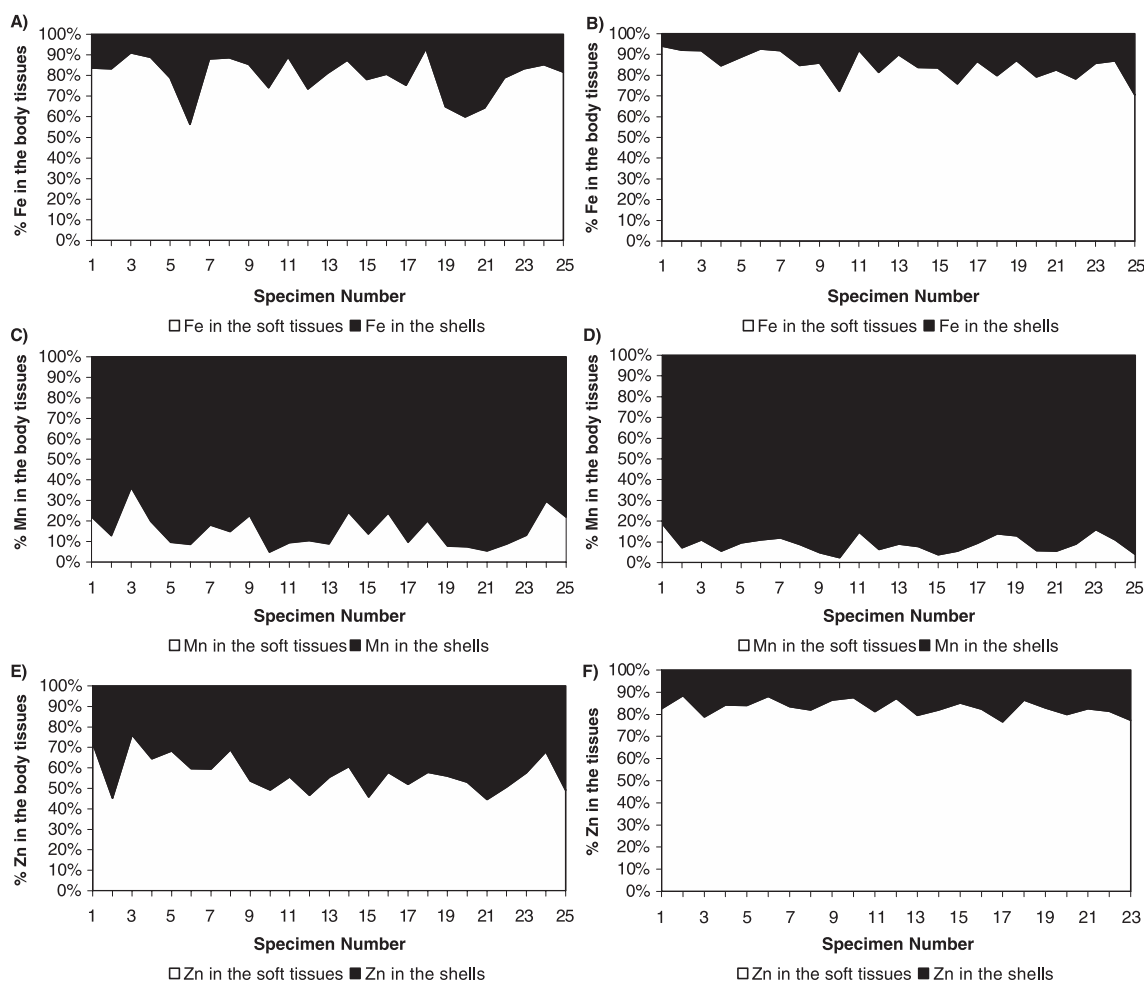 A)
% Fe in the body tissues
100%
90%
80%
70%
60%
50%
40%
30%
20%
10%
0%
1 3 5 7 9 11 13 15 17 19 21 23 25
Specimen Number
Fe in the soft tissues Fe in the shells
B)
% Fe in the body tissues
100%
90%
80%
70%
60%
50%
40%
30%
20%
10%
0%
1 3 5 7 9 11 13 15 17 19 21 23 25
Specimen Number
Fe in the soft tissues Fe in the shells
C)
% Mn in the body tissues
100%
90%
80%
70%
60%
50%
40%
30%
20%
10%
0%
1 3 5 7 9 11 13 15 17 19 21 23 25
Specimen Number
Mn in the soft tissues Mn in the shells
D)
% Mn in the body tissues
100%
90%
80%
70%
60%
50%
40%
30%
20%
10%
0%
1 3 5 7 9 11 13 15 17 19 21 23 25
Specimen Number
Mn in the soft tissues Mn in the shells
E)
% Zn in the body tissues
100%
90%
80%
70%
60%
50%
40%
30%
20%
10%
0%
1 3 5 7 9 11 13 15 17 19 21 23 25
Specimen Number
Zn in the soft tissues Zn in the shells
F)
% Zn in the tissues
100%
90%
80%
70%
60%
50%
40%
30%
20%
10%
0%
1 3 5 7 9 11 13 15 17 19 21 23
Specimen Number
Zn in the soft tissues Zn in the shells